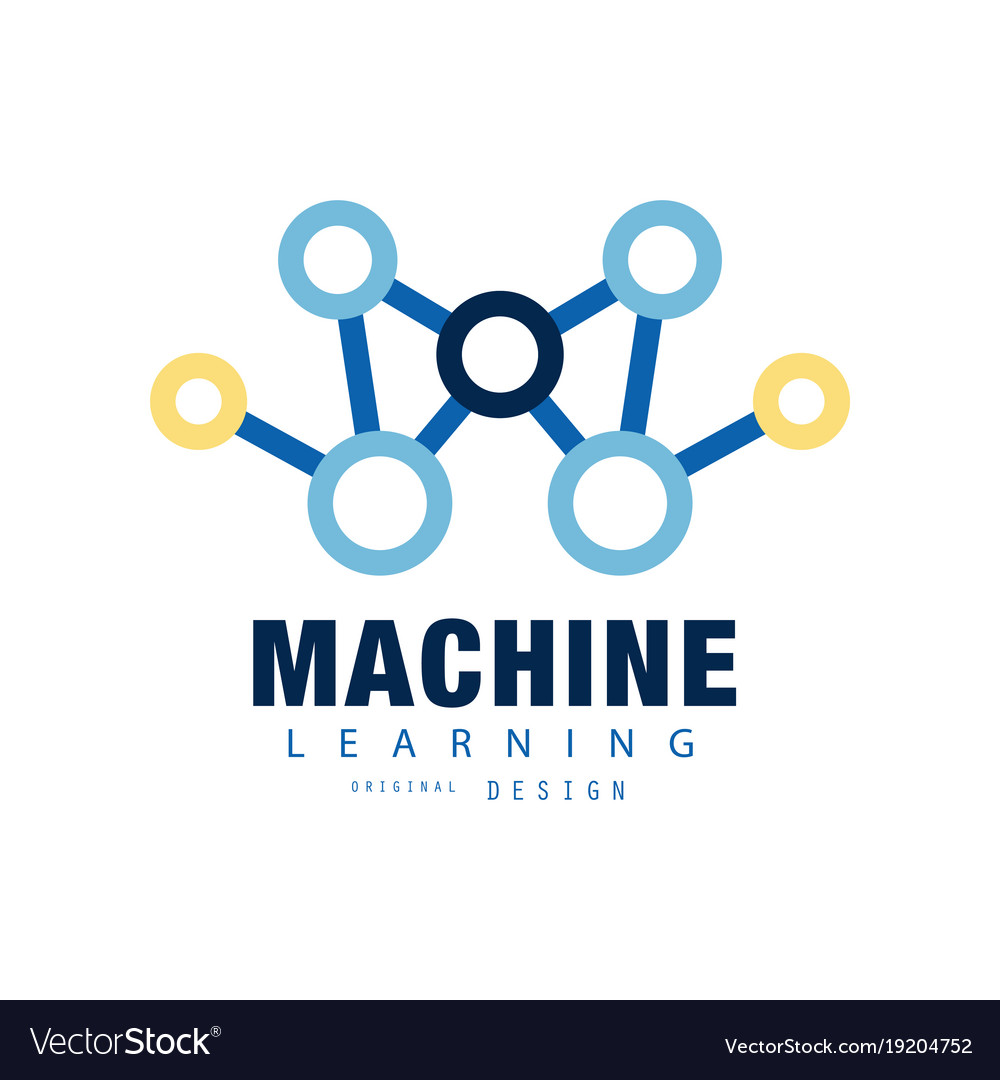 MACHINE
LEARNING
ORIGINAL DESIGN
VectorStock® VectorStock.com/19204752